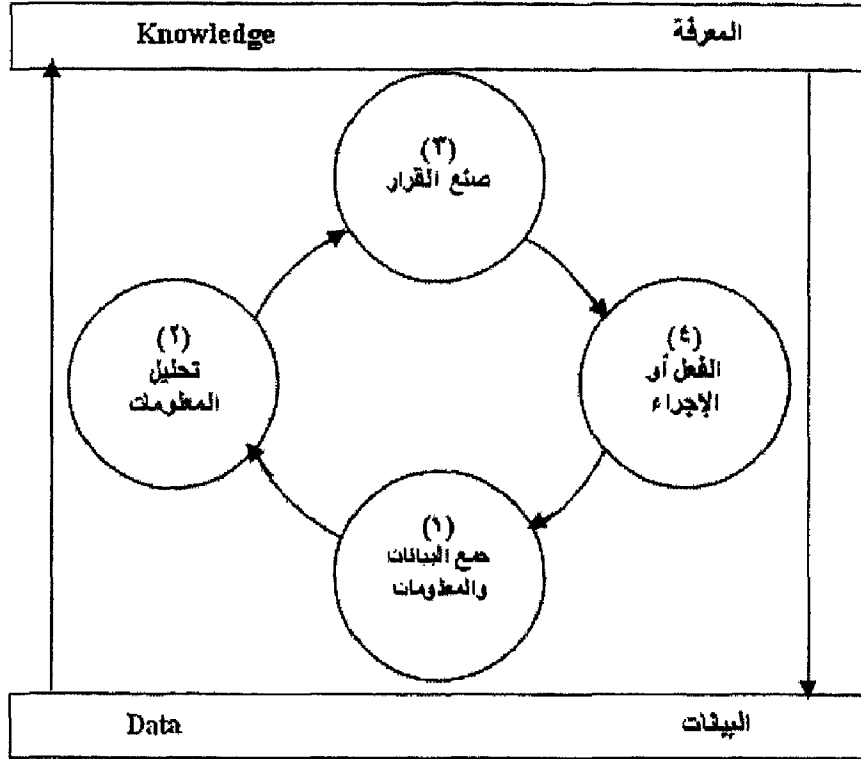 Knowledge المعرفة
(٣)
صنع القرار
(٢)
تحليل
المعلومات
(٤)
الفعل أو
الإجراء
(١)
جمع البيانات
والمعلومات
Data البيانات